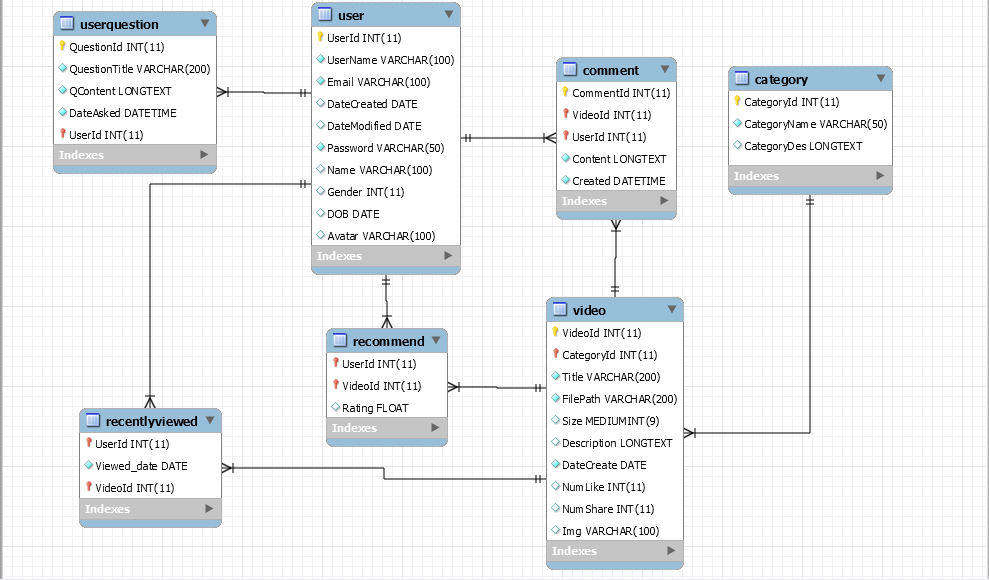 userquestion
QuestionId INT(11)
QuestionTitle VARCHAR(200)
QContent LONGTEXT
DateAsked DATETIME
UserId INT(11)
Indexes
user
UserId INT(11)
UserName VARCHAR(100)
Email VARCHAR(100)
DateCreated DATE
DateModified DATE
Password VARCHAR(50)
Name VARCHAR(100)
Gender INT(11)
DOB DATE
Avatar VARCHAR(100)
Indexes
comment
CommentId INT(11)
VideoId INT(11)
UserId INT(11)
Content LONGTEXT
Created DATETIME
Indexes
category
CategoryId INT(11)
CategoryName VARCHAR(50)
CategoryDes LONGTEXT
Indexes
recommend
UserId INT(11)
VideoId INT(11)
Rating FLOAT
Indexes
video
VideoId INT(11)
CategoryId INT(11)
Title VARCHAR(200)
FilePath VARCHAR(200)
Size MEDIUMINT(9)
Description LONGTEXT
DateCreate DATE
NumLike INT(11)
NumShare INT(11)
Img VARCHAR(100)
Indexes
recentlyviewed
UserId INT(11)
Viewed_date DATE
VideoId INT(11)
Indexes